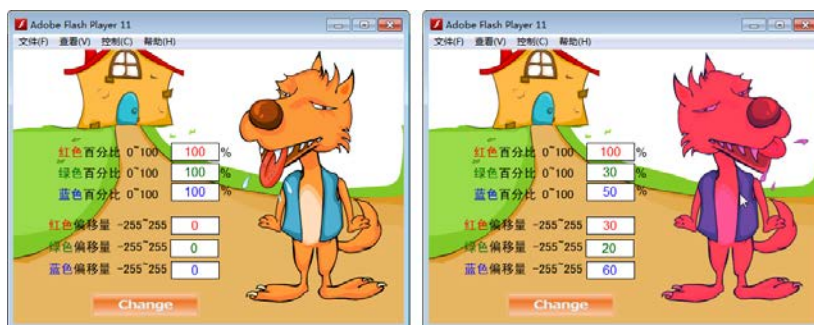 Adobe Flash Player 11
文件(F) 查看(V) 控制(C) 帮助(H)
红色百分比 0~100 100 %
绿色百分比 0~100 100 %
蓝色百分比 0~100 100 %
红色偏移量 -255~255 0
绿色偏移量 -255~255 0
蓝色偏移量 -255~255 0
Change
Adobe Flash Player 11
文件(F) 查看(V) 控制(C) 帮助(H)
红色百分比 0~100 100 %
绿色百分比 0~100 30 %
蓝色百分比 0~100 50 %
红色偏移量 -255~255 30
绿色偏移量 -255~255 20
蓝色偏移量 -255~255 60
Change